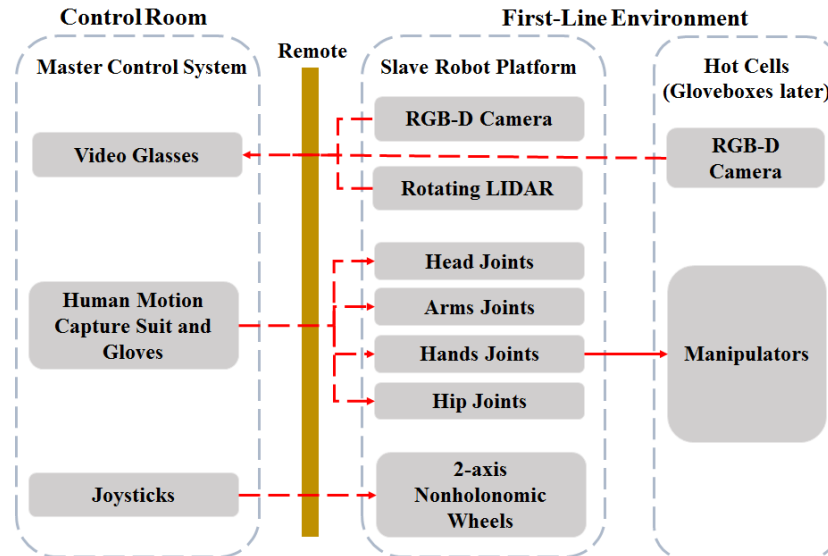 Control Room
First-Line Environment
Master Control System
Remote
Slave Robot Platform
Hot Cells
(Gloveboxes later)
Video Glasses
RGB-D Camera
Rotating LIDAR
RGB-D
Camera
Human Motion
Capture Suit and
Gloves
Head Joints
Arms Joints
Hands Joints
Hip Joints
Manipulators
Joysticks
2-axis
Nonholonomic
Wheels